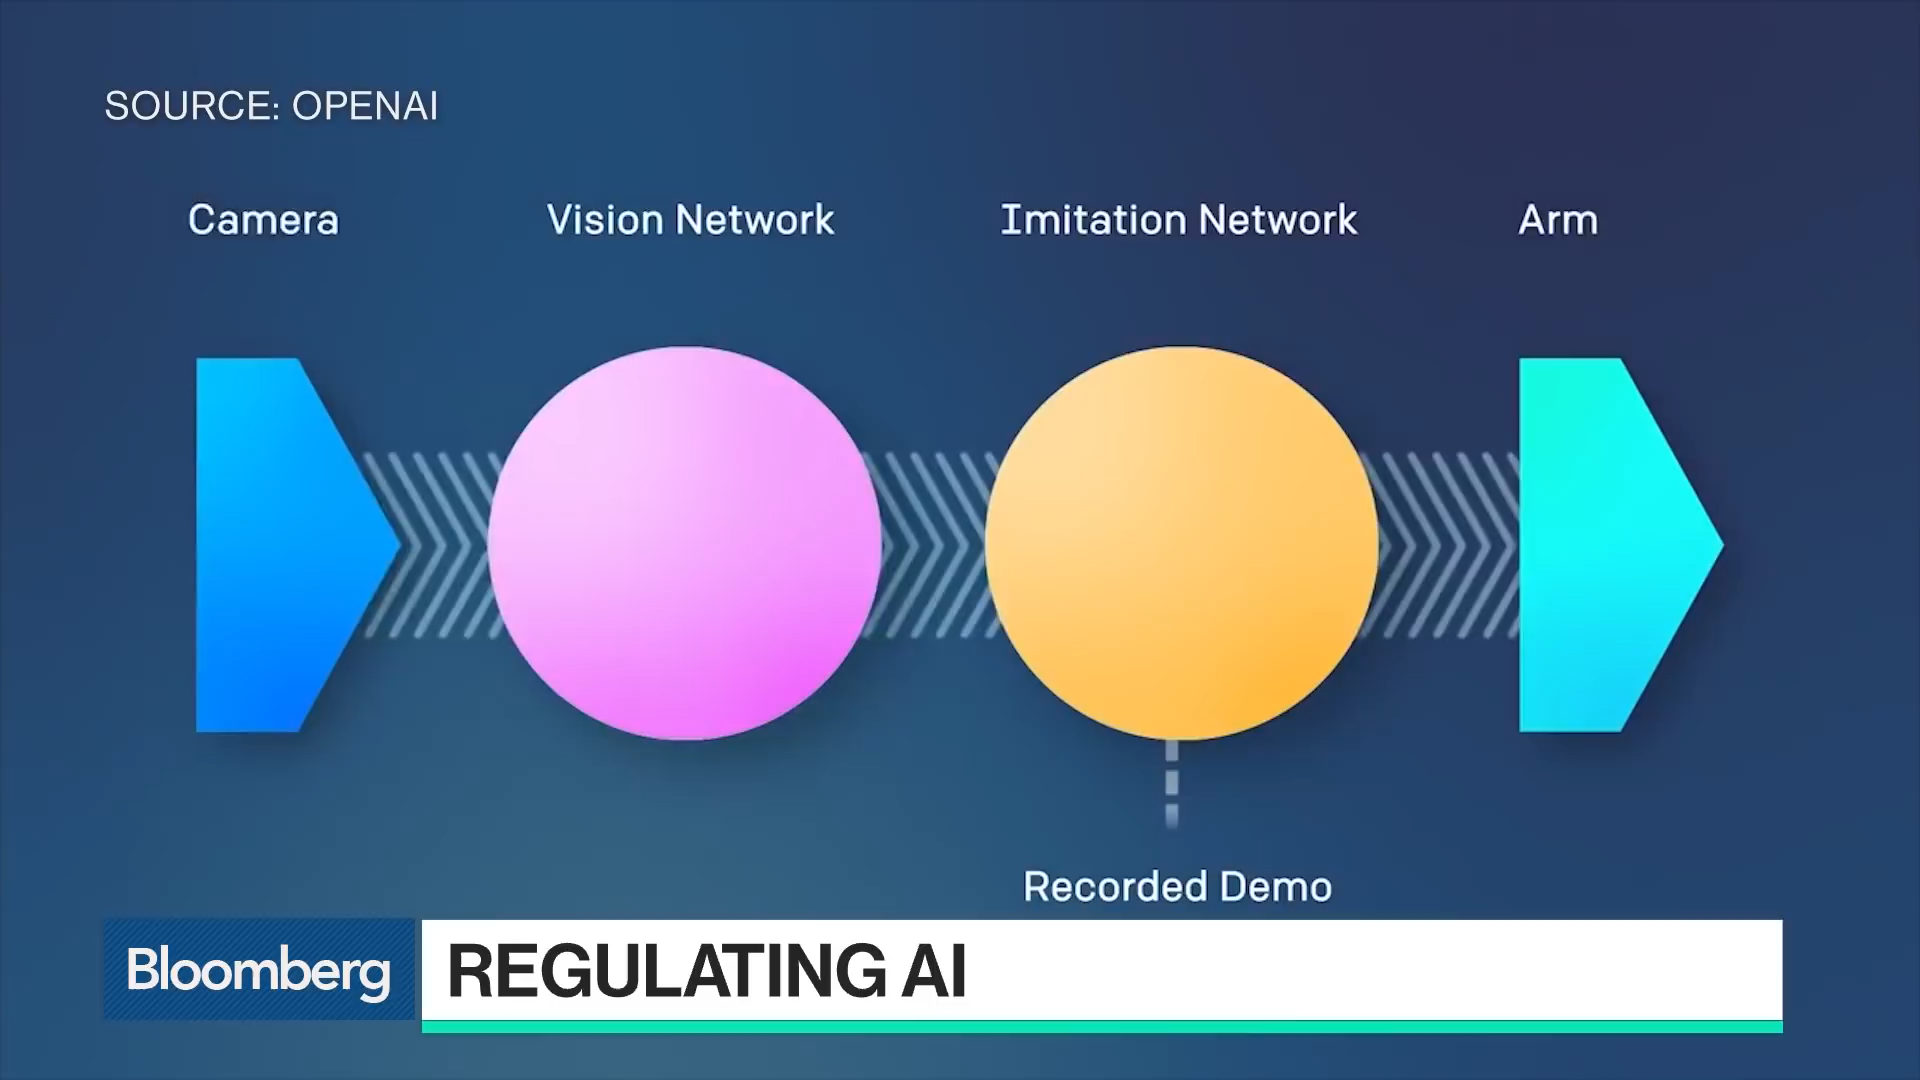 SOURCE: OPENAI
Camera
Vision Network
Imitation Network
Arm
Recorded Demo
Bloomberg
REGULATING AI